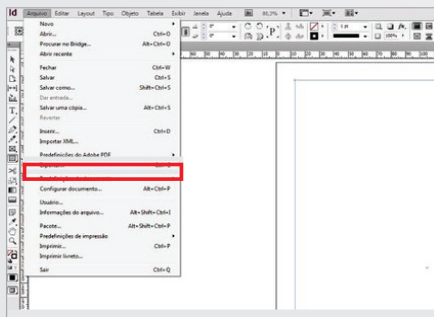 Id Arquivo Editar Layout Tipo Objeto Tabela Exibir Janela Ajuda
Novo
Abrir... Ctrl+O
Procurar no Bridge... Alt+Ctrl+O
Abrir recente
Fechar Ctrl+W
Salvar Ctrl+S
Salvar como... Shift+Ctrl+S
Dar entrada...
Salvar uma cópia... Alt+Ctrl+S
Reverter
Inserir... Ctrl+D
Importar XML...
Predefinições do Adobe PDF
Configurar documento... Alt+Ctrl+P
Usuário...
Informações do arquivo... Alt+Shift+Ctrl+I
Pacote... Alt+Shift+Ctrl+P
Predefinições de impressão
Imprimir... Ctrl+P
Imprimir livreto...
Sair Ctrl+Q